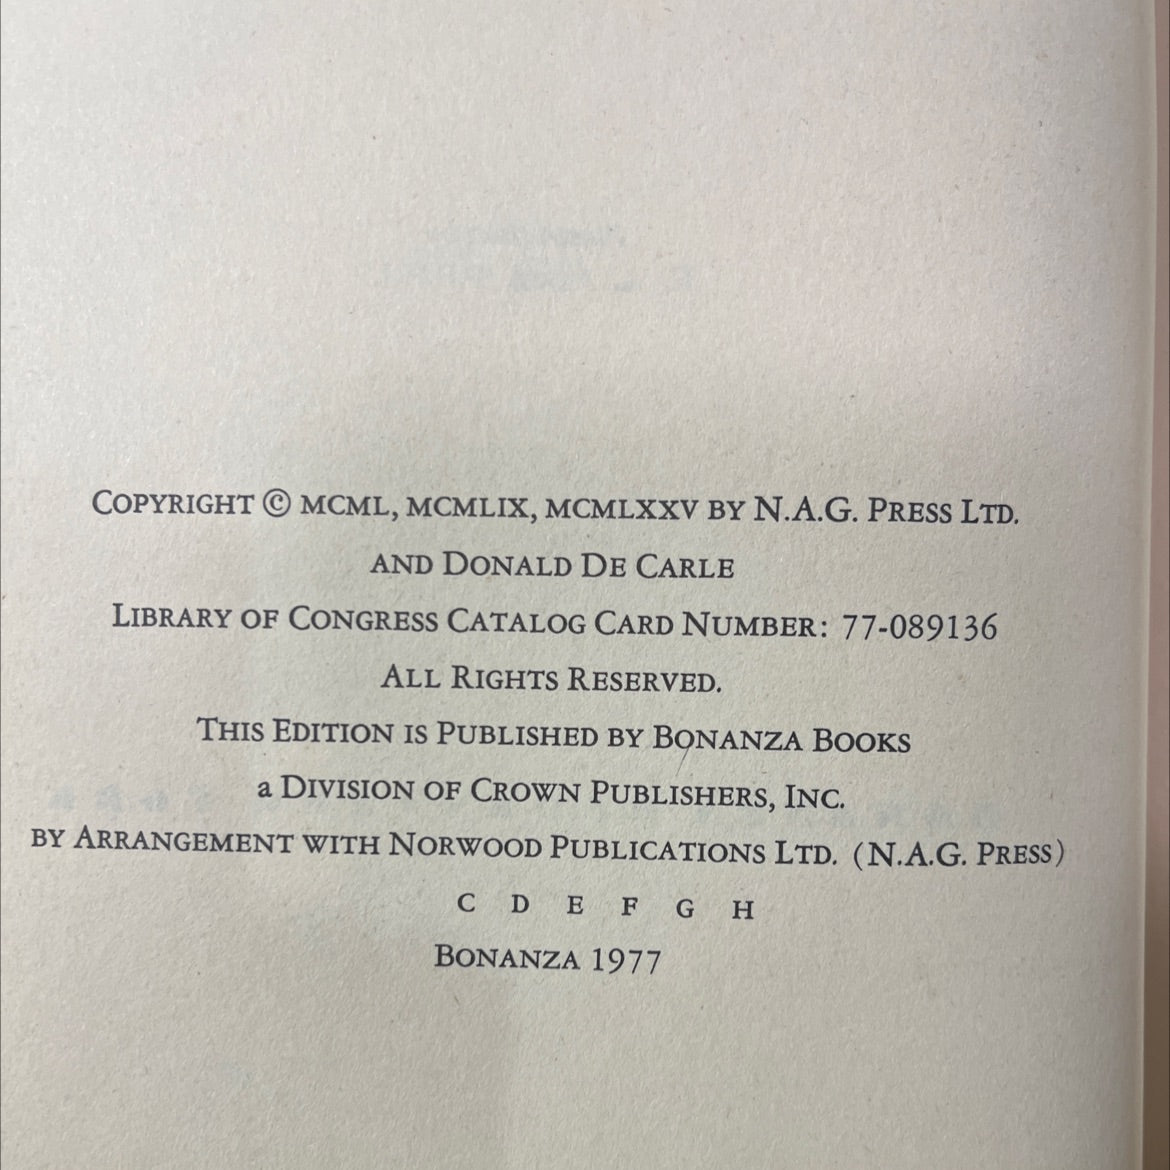 COPYRIGHT © MCML, MCMLIX, MCMLXXV BY N.A.G. PRESS LTD.
AND DONALD DE CARLE
LIBRARY OF CONGRESS CATALOG CARD NUMBER: 77-089136
ALL RIGHTS RESERVED.
THIS EDITION IS PUBLISHED BY BONANZA BOOKS
a DIVISION OF CROWN PUBLISHERS, INC.
BY ARRANGEMENT WITH NORWOOD PUBLICATIONS LTD. (N.A.G. PRESS)
C D E F G H
BONANZA 1977